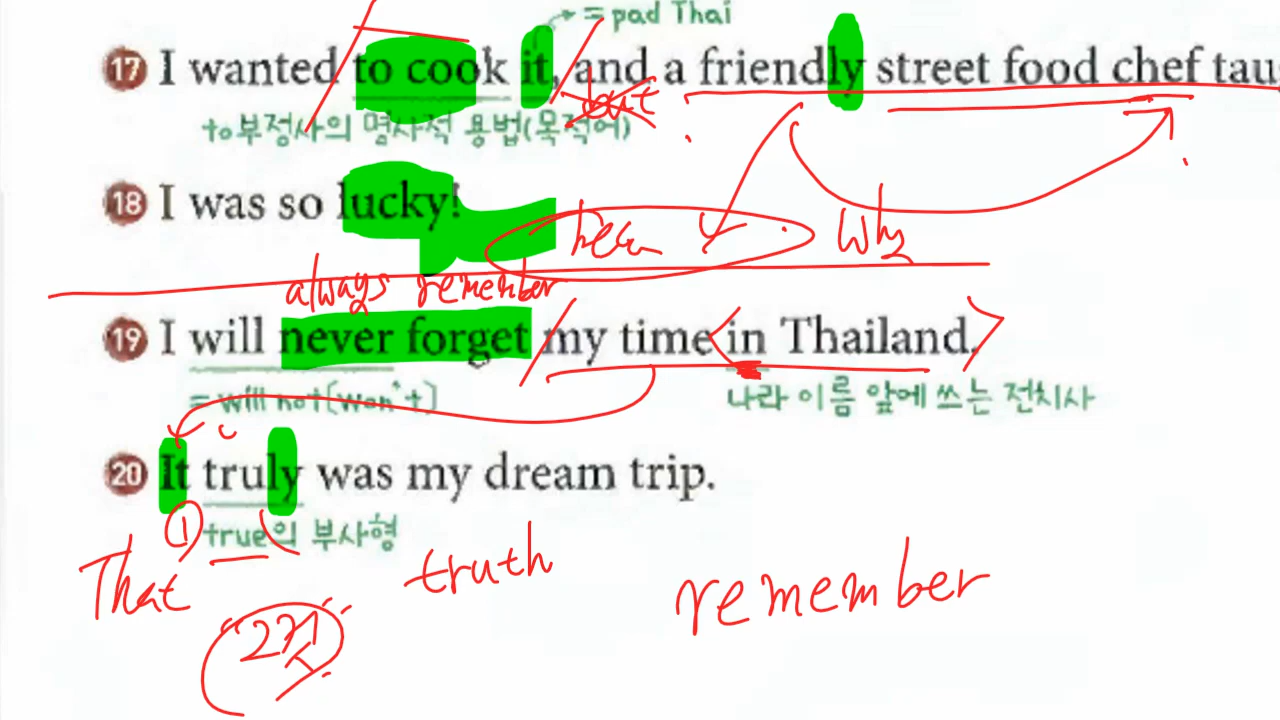 = pad Thai
17 I wanted to cook it, and a friendly street food chef tau
but
to부정사의 명사적 용법(목적어)
18 I was so lucky!
Why
always remember
19 I will never forget my time in Thailand.
= will not(won't)
나라 이름 앞에 쓰는 전치사
20 It truly was my dream trip.
① true의 부사형
That
truth
remember